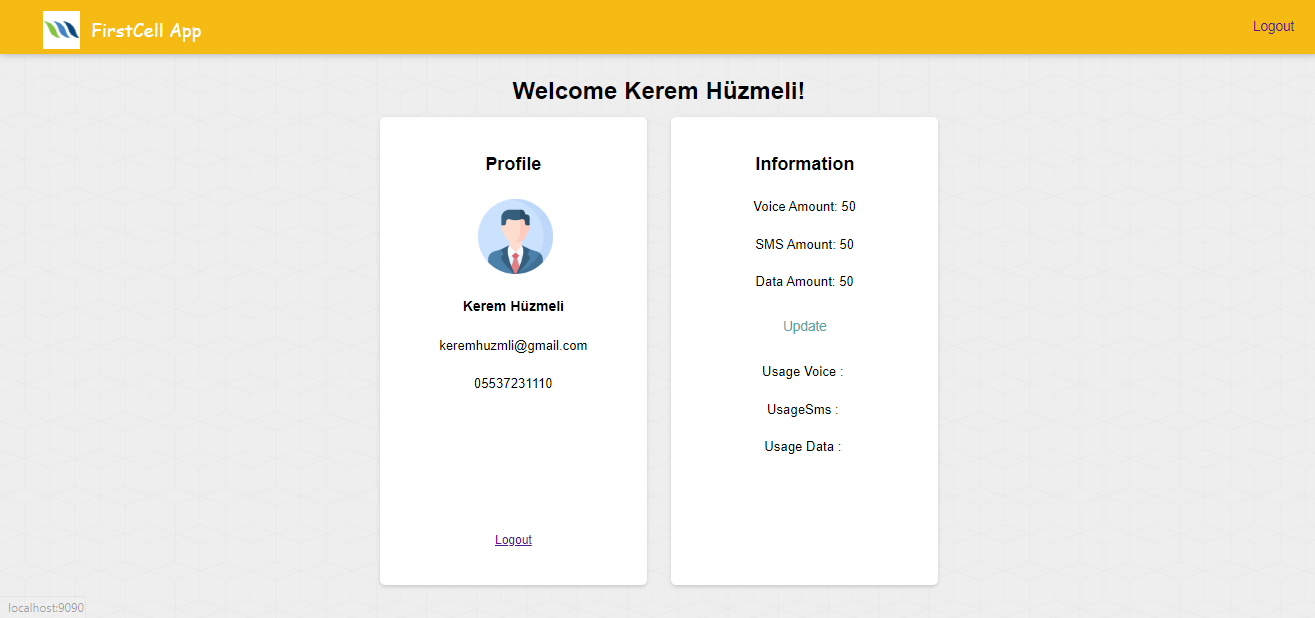 FirstCell App
Logout
Welcome Kerem Hüzmeli!
Profile
Kerem Hüzmeli
keremhuzmli@gmail.com
05537231110
Logout
Information
Voice Amount: 50
SMS Amount: 50
Data Amount: 50
Update
Usage Voice :
UsageSms :
Usage Data :
localhost:9090